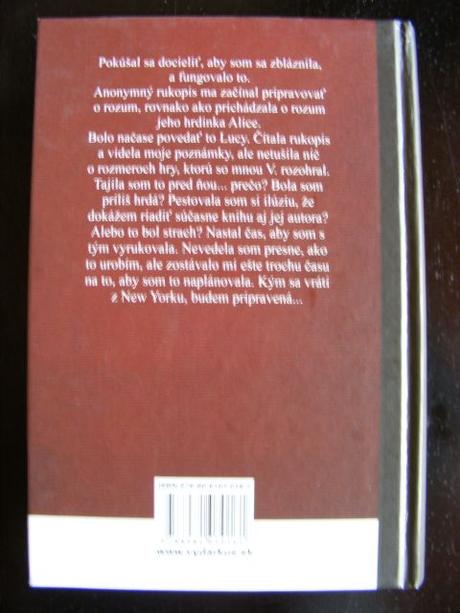 Pokúšal sa docieliť, aby som sa zbláznila,
a fungovalo to.
Anonymný rukopis ma začínal pripravovať
o rozum, rovnako ako prichádzala o rozum
jeho hrdinka Alice.
Bolo načase povedať to Lucy. Čítala rukopis
a videla moje poznámky, ale netušila nič
o rozmeroch hry, ktorú so mnou V. rozohral.
Tajila som to pred ňou... prečo? Bola som
príliš hrdá? Pestovala som si ilúziu, že
dokážem riadiť súčasne knihu aj jej autora?
Alebo to bol strach? Nastal čas, aby som s
tým vyrukovala. Nevedela som presne, ako
to urobím, ale zostávalo mi ešte trochu času
na to, aby som to naplánovala. Kým sa vráti
z New Yorku, budem pripravená...
ISBN